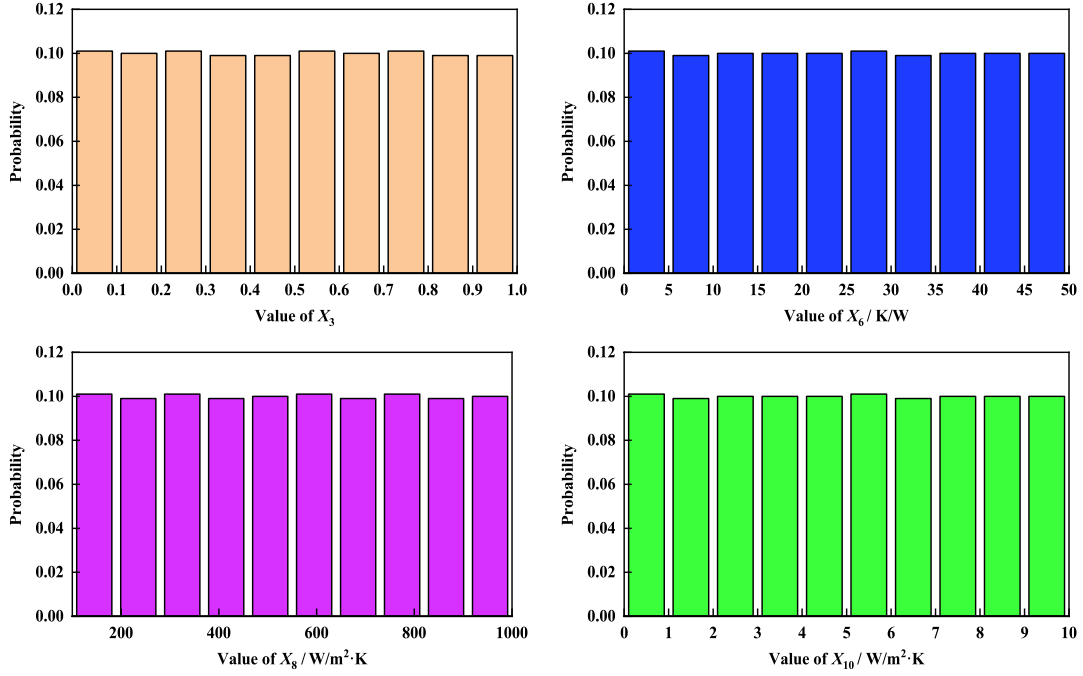 0.12
0.10
0.08
0.06
0.04
0.02
0.00
Probability
0.0 0.1 0.2 0.3 0.4 0.5 0.6 0.7 0.8 0.9 1.0
Value of X₃
0.12
0.10
0.08
0.06
0.04
0.02
0.00
Probability
0 5 10 15 20 25 30 35 40 45 50
Value of X₆ / K/W
0.12
0.10
0.08
0.06
0.04
0.02
0.00
Probability
200 400 600 800 1000
Value of X₈ / W/m²·K
0.12
0.10
0.08
0.06
0.04
0.02
0.00
Probability
0 1 2 3 4 5 6 7 8 9 10
Value of X₁₀ / W/m²·K